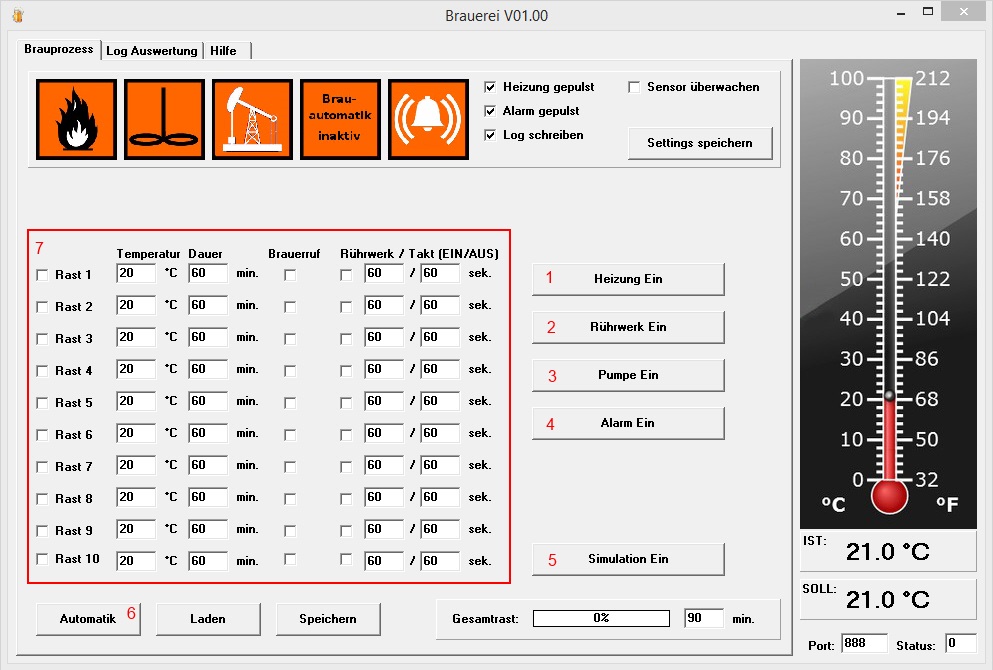 Brauerei V01.00
Brauprozess Log Auswertung Hilfe
Brau-
automatik
inaktiv
Heizung gepulst
Alarm gepulst
Log schreiben
Sensor überwachen
Settings speichern
7
Temperatur Dauer Brauerruf Rührwerk / Takt (EIN/AUS)
Rast 1 20 °C 60 min. 60 / 60 sek.
Rast 2 20 °C 60 min. 60 / 60 sek.
Rast 3 20 °C 60 min. 60 / 60 sek.
Rast 4 20 °C 60 min. 60 / 60 sek.
Rast 5 20 °C 60 min. 60 / 60 sek.
Rast 6 20 °C 60 min. 60 / 60 sek.
Rast 7 20 °C 60 min. 60 / 60 sek.
Rast 8 20 °C 60 min. 60 / 60 sek.
Rast 9 20 °C 60 min. 60 / 60 sek.
Rast 10 20 °C 60 min. 60 / 60 sek.
1 Heizung Ein
2 Rührwerk Ein
3 Pumpe Ein
4 Alarm Ein
5 Simulation Ein
Automatik 6 Laden Speichern
Gesamtrast: 0% 90 min.
100 212
90 194
80 176
70 158
60 140
50 122
40 104
30 86
20 68
10 50
0 32
°C °F
IST: 21.0 °C
SOLL: 21.0 °C
Port: 888 Status: 0